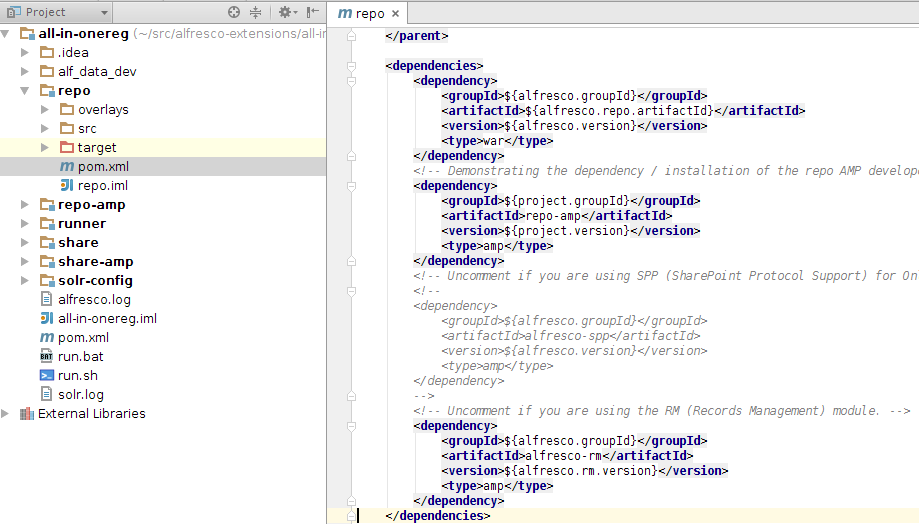 Project
all-in-onereg (~/src/alfresco-extensions/all-in
.idea
alf_data_dev
repo
overlays
src
target
pom.xml
repo.iml
repo-amp
runner
share
share-amp
solr-config
alfresco.log
all-in-onereg.iml
pom.xml
run.bat
run.sh
solr.log
External Libraries
repo
</parent>
<dependencies>
<dependency>
<groupId>${alfresco.groupId}</groupId>
<artifactId>${alfresco.repo.artifactId}</artifactId>
<version>${alfresco.version}</version>
<type>war</type>
</dependency>
<!-- Demonstrating the dependency / installation of the repo AMP develope
<dependency>
<groupId>${project.groupId}</groupId>
<artifactId>repo-amp</artifactId>
<version>${project.version}</version>
<type>amp</type>
</dependency>
<!-- Uncomment if you are using SPP (SharePoint Protocol Support) for On
<!--
<dependency>
<groupId>${alfresco.groupId}</groupId>
<artifactId>alfresco-spp</artifactId>
<version>${alfresco.version}</version>
<type>amp</type>
</dependency>
-->
<!-- Uncomment if you are using the RM (Records Management) module. -->
<dependency>
<groupId>${alfresco.groupId}</groupId>
<artifactId>alfresco-rm</artifactId>
<version>${alfresco.rm.version}</version>
<type>amp</type>
</dependency>
</dependencies>